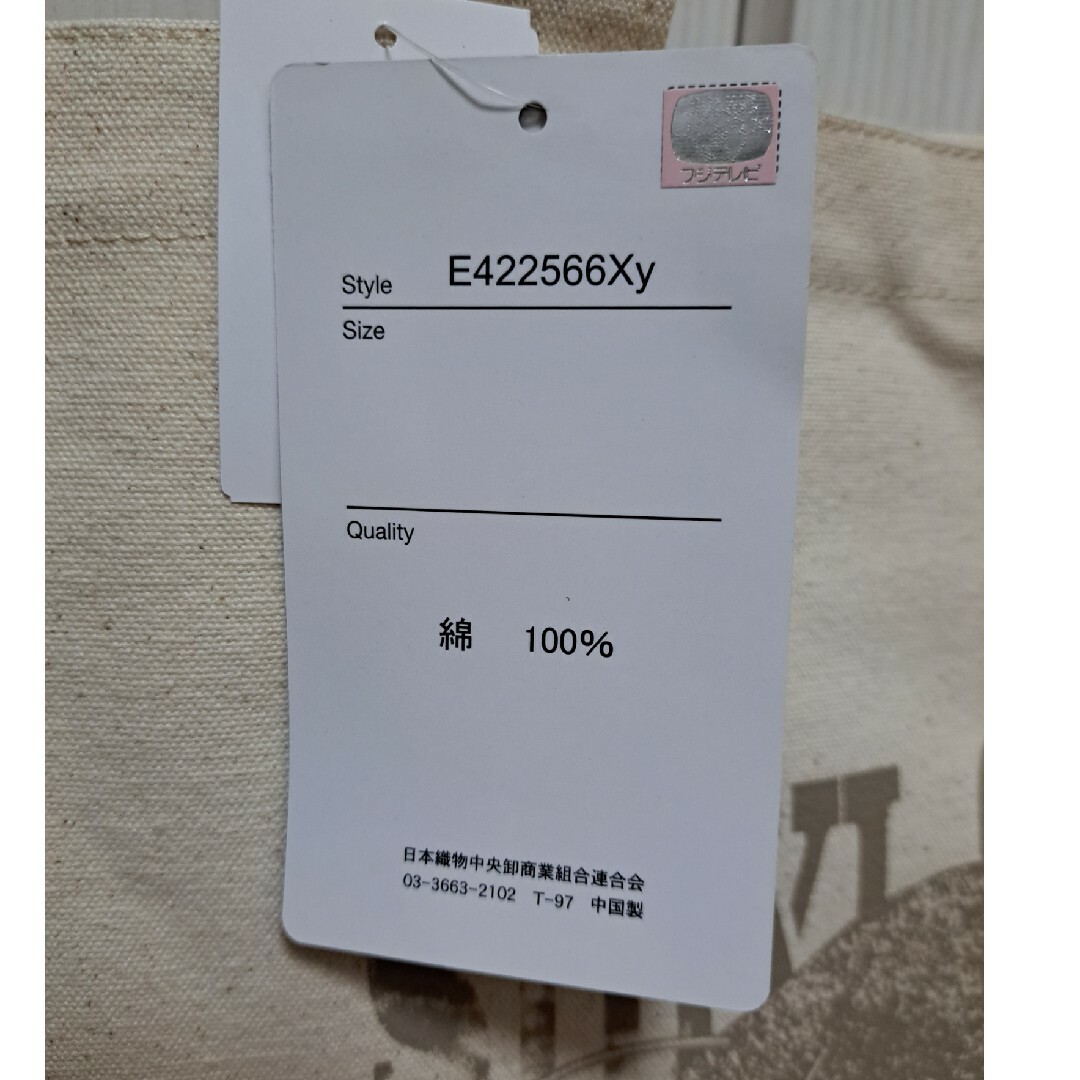 フジテレビ
Style E422566Xy
Size
Quality
綿 100%
日本織物中央卸商業組合連合会
03-3663-2102 T-97 中国製